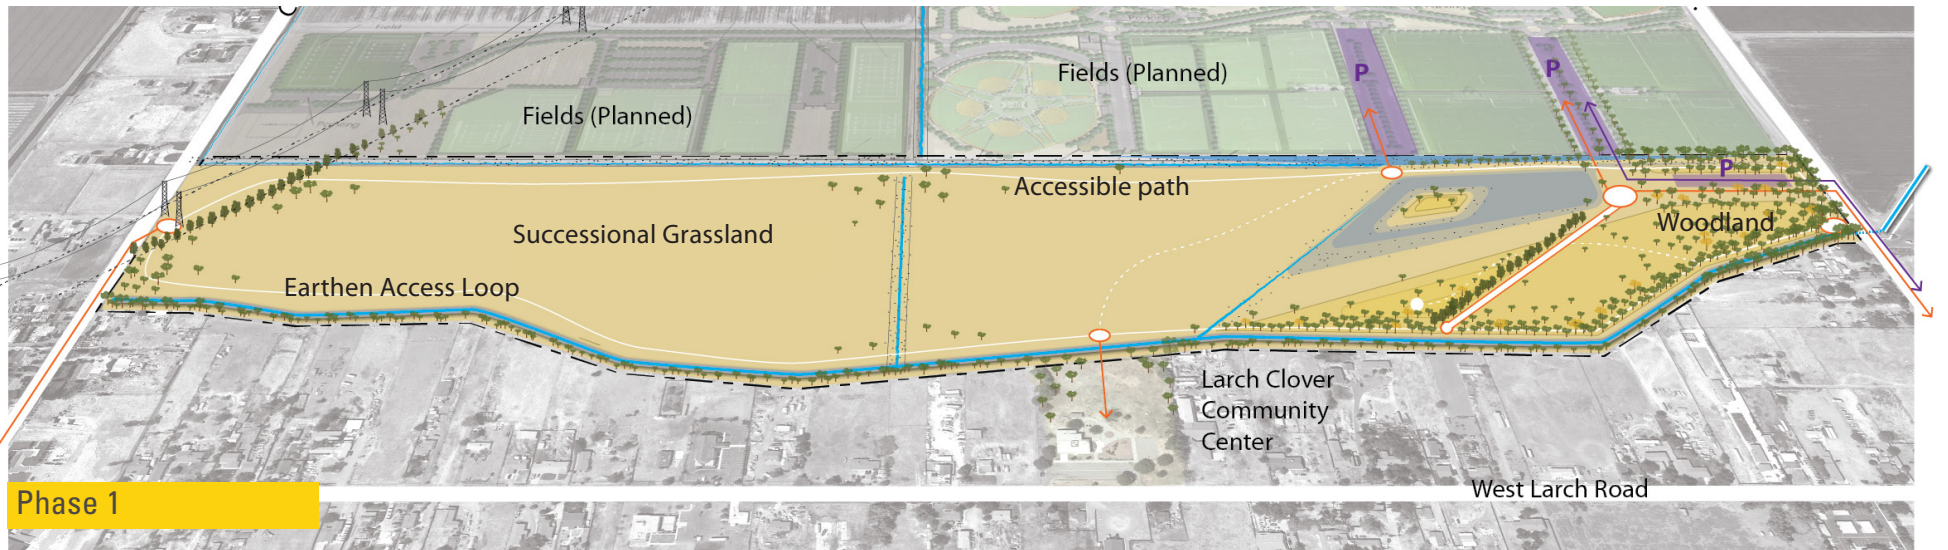 Fields (Planned)
P
P
Fields (Planned)
P
Accessible path
Woodland
Successional Grassland
Earthen Access Loop
Larch Clover
Community
Center
West Larch Road
Phase 1